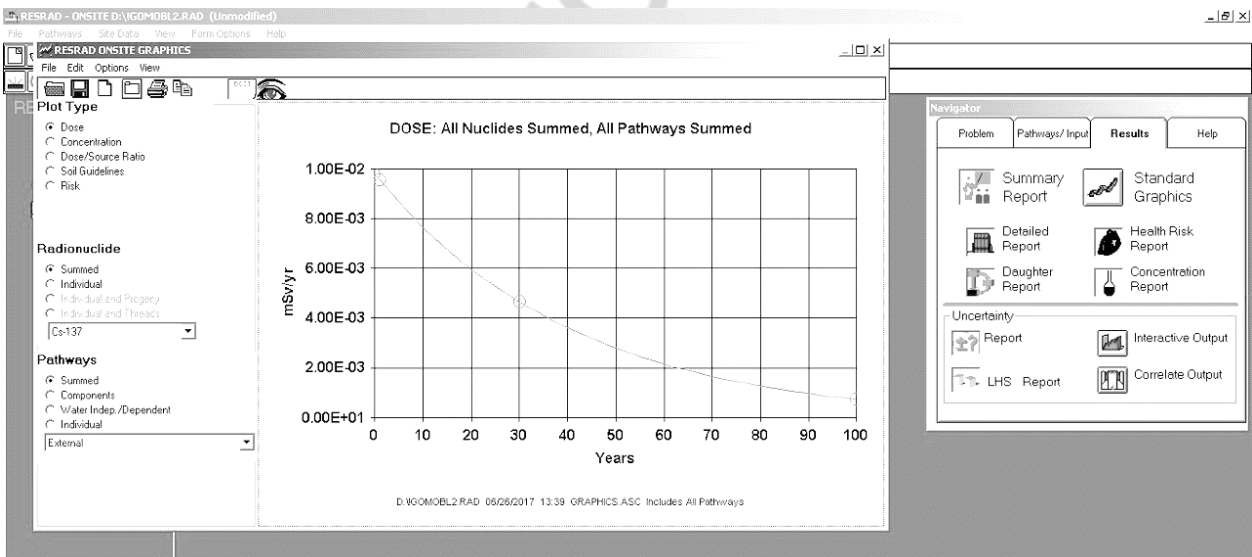 RESRAD - ONSITE D:\IGOMOBL2.RAD (Unmodified)
File Pathways Site Data View Form Options Help
RESRAD ONSITE GRAPHICS
File Edit Options View
Plot Type
Dose
Concentration
Dose/Source Ratio
Soil Guidelines
Risk
Radionuclide
Summed
Individual
Individual and Progeny
Individual and Threads
Cs-137
Pathways
Summed
Components
Water Indep./Dependent
Individual
External
DOSE: All Nuclides Summed, All Pathways Summed
1.00E-02
8.00E-03
6.00E-03
4.00E-03
2.00E-03
0.00E+01
mSv/yr
0 10 20 30 40 50 60 70 80 90 100
Years
D:\IGOMOBL2.RAD 06/26/2017 13:39 GRAPHICS.ASC Includes All Pathways
Navigator
Problem Pathways/ Input Results Help
Summary Report
Standard Graphics
Detailed Report
Health Risk Report
Daughter Report
Concentration Report
Uncertainty
Report
Interactive Output
LHS Report
Correlate Output